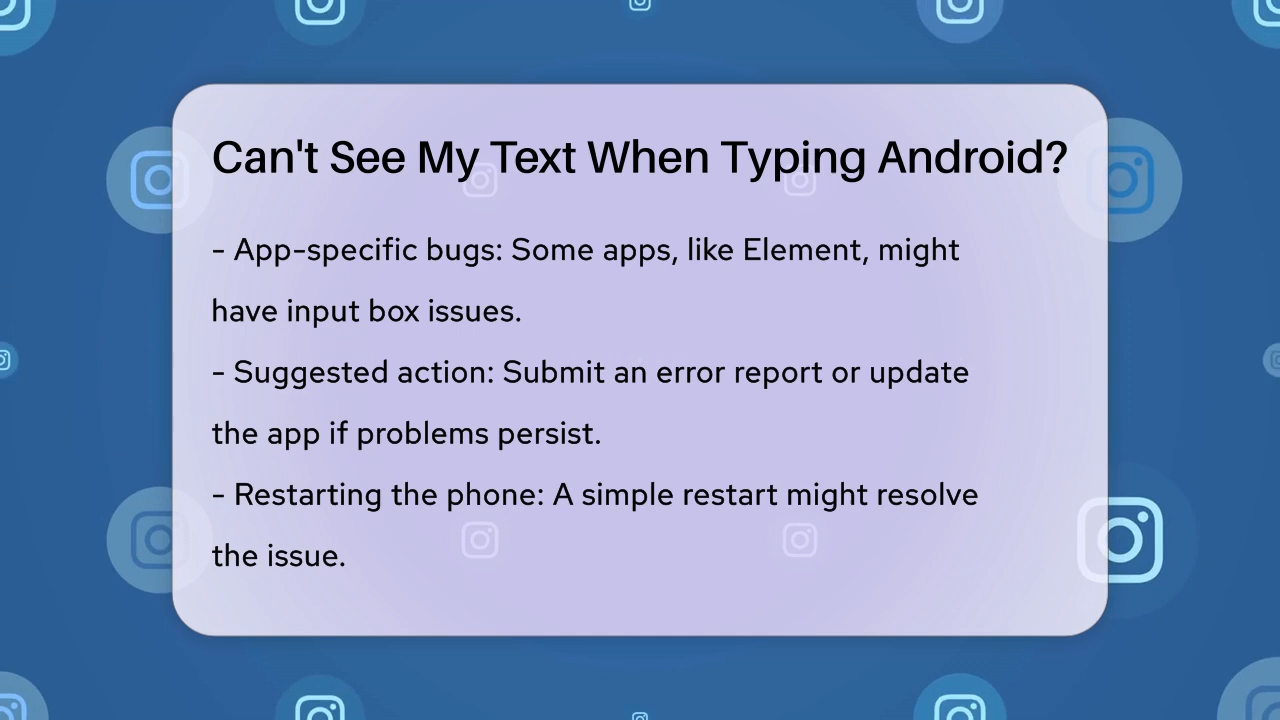 Can't See My Text When Typing Android?
- App-specific bugs: Some apps, like Element, might
have input box issues.
- Suggested action: Submit an error report or update
the app if problems persist.
- Restarting the phone: A simple restart might resolve
the issue.